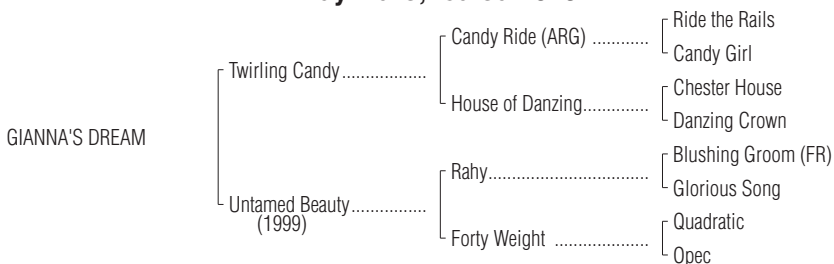 Ride the Rails
Candy Ride (ARG) ............
Candy Girl
Twirling Candy..................
Chester House
House of Danzing..............
Danzing Crown
GIANNA'S DREAM
Blushing Groom (FR)
Rahy..................................
Glorious Song
Untamed Beauty................
(1999)
Quadratic
Forty Weight ....................
Opec